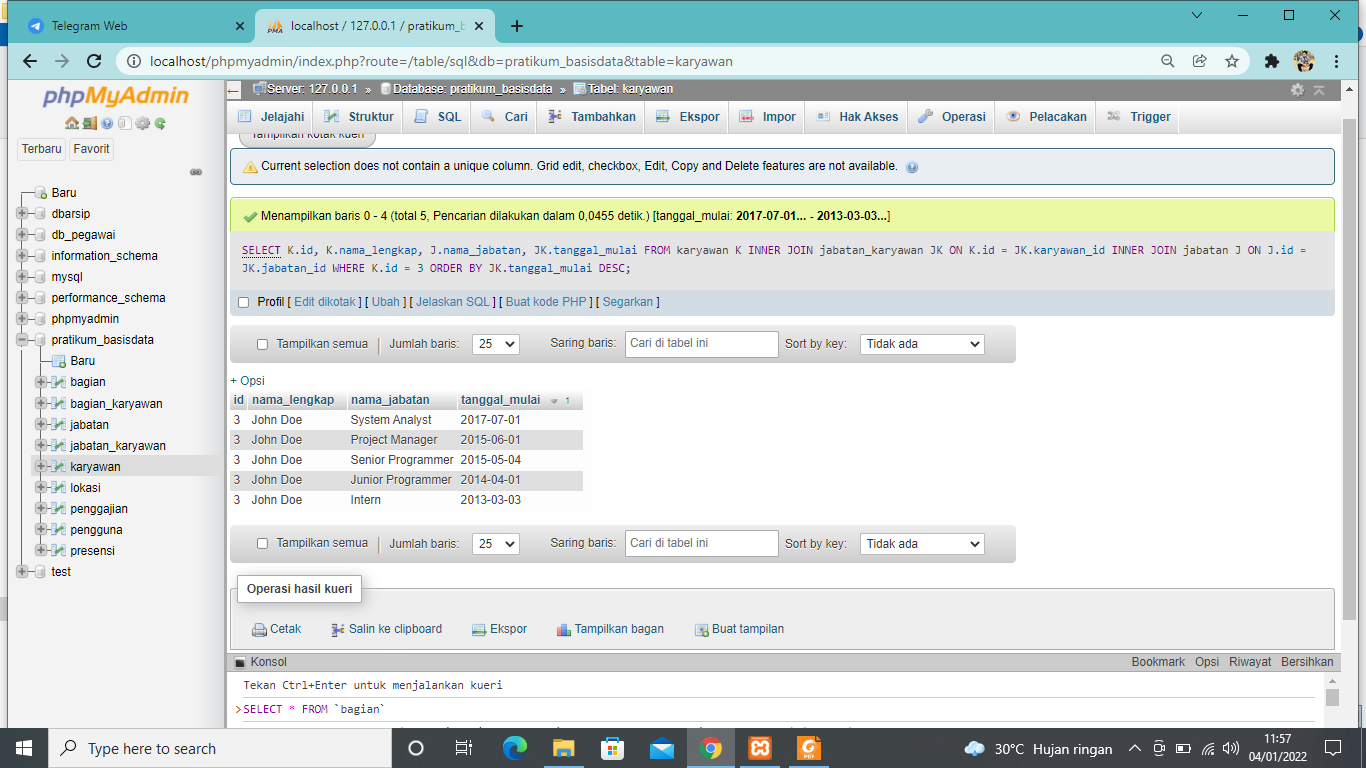 Telegram Web
localhost / 127.0.0.1 / pratikum_b
localhost/phpmyadmin/index.php?route=/table/sql&db=pratikum_basisdata&table=karyawan
phpMyAdmin
Terbaru Favorit
Baru
dbarsip
db_pegawai
information_schema
mysql
performance_schema
phpmyadmin
pratikum_basisdata
Baru
bagian
bagian_karyawan
jabatan
jabatan_karyawan
karyawan
lokasi
penggajian
pengguna
presensi
test
Server: 127.0.0.1 » Database: pratikum_basisdata » Tabel: karyawan
Jelajahi Struktur SQL Cari Tambahkan Ekspor Impor Hak Akses Operasi Pelacakan Trigger
Tampilkan kotak kueri
Current selection does not contain a unique column. Grid edit, checkbox, Edit, Copy and Delete features are not available.
Menampilkan baris 0 - 4 (total 5, Pencarian dilakukan dalam 0,0455 detik.) [tanggal_mulai: 2017-07-01... - 2013-03-03...]
SELECT K.id, K.nama_lengkap, J.nama_jabatan, JK.tanggal_mulai FROM karyawan K INNER JOIN jabatan_karyawan JK ON K.id = JK.karyawan_id INNER JOIN jabatan J ON J.id =
JK.jabatan_id WHERE K.id = 3 ORDER BY JK.tanggal_mulai DESC;
Profil [ Edit dikotak ] [ Ubah ] [ Jelaskan SQL ] [ Buat kode PHP ] [ Segarkan ]
Tampilkan semua Jumlah baris: 25 Saring baris: Cari di tabel ini Sort by key: Tidak ada
+ Opsi
id nama_lengkap nama_jabatan tanggal_mulai 1
3 John Doe System Analyst 2017-07-01
3 John Doe Project Manager 2015-06-01
3 John Doe Senior Programmer 2015-05-04
3 John Doe Junior Programmer 2014-04-01
3 John Doe Intern 2013-03-03
Tampilkan semua Jumlah baris: 25 Saring baris: Cari di tabel ini Sort by key: Tidak ada
Operasi hasil kueri
Cetak Salin ke clipboard Ekspor Tampilkan bagan Buat tampilan
Konsol Bookmark Opsi Riwayat Bersihkan
Tekan Ctrl+Enter untuk menjalankan kueri
>SELECT * FROM `bagian`
Type here to search
30°C Hujan ringan
11:57
04/01/2022